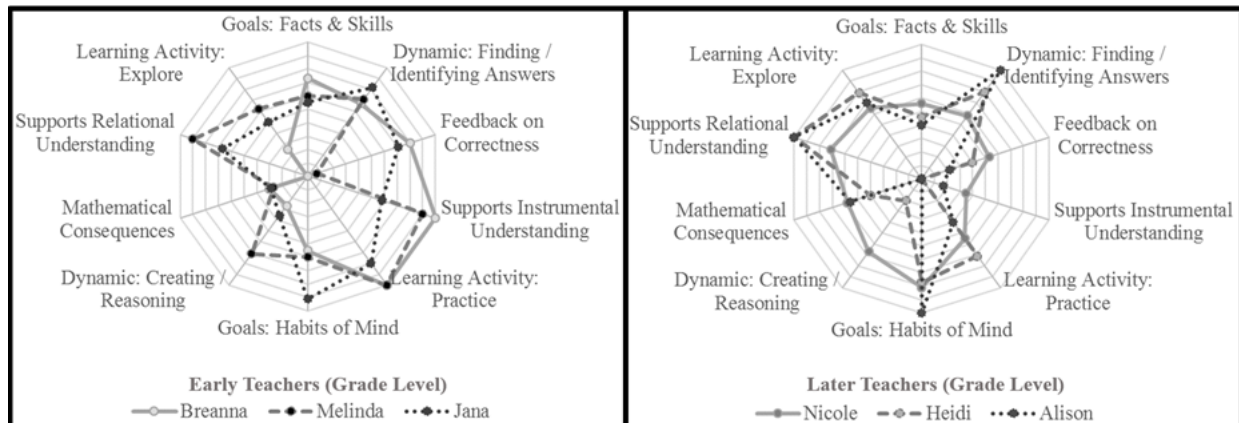 Goals: Facts & Skills
Learning Activity:
Explore
Dynamic: Finding /
Identifying Answers
Supports Relational
Understanding
Feedback on
Correctness
Mathematical
Consequences
Supports Instrumental
Understanding
Dynamic: Creating /
Reasoning
Learning Activity:
Practice
Goals: Habits of Mind
Early Teachers (Grade Level)
Breanna Melinda Jana
Goals: Facts & Skills
Learning Activity:
Explore
Dynamic: Finding /
Identifying Answers
Supports Relational
Understanding
Feedback on
Correctness
Mathematical
Consequences
Supports Instrumental
Understanding
Dynamic: Creating /
Reasoning
Learning Activity:
Practice
Goals: Habits of Mind
Later Teachers (Grade Level)
Nicole Heidi Alison